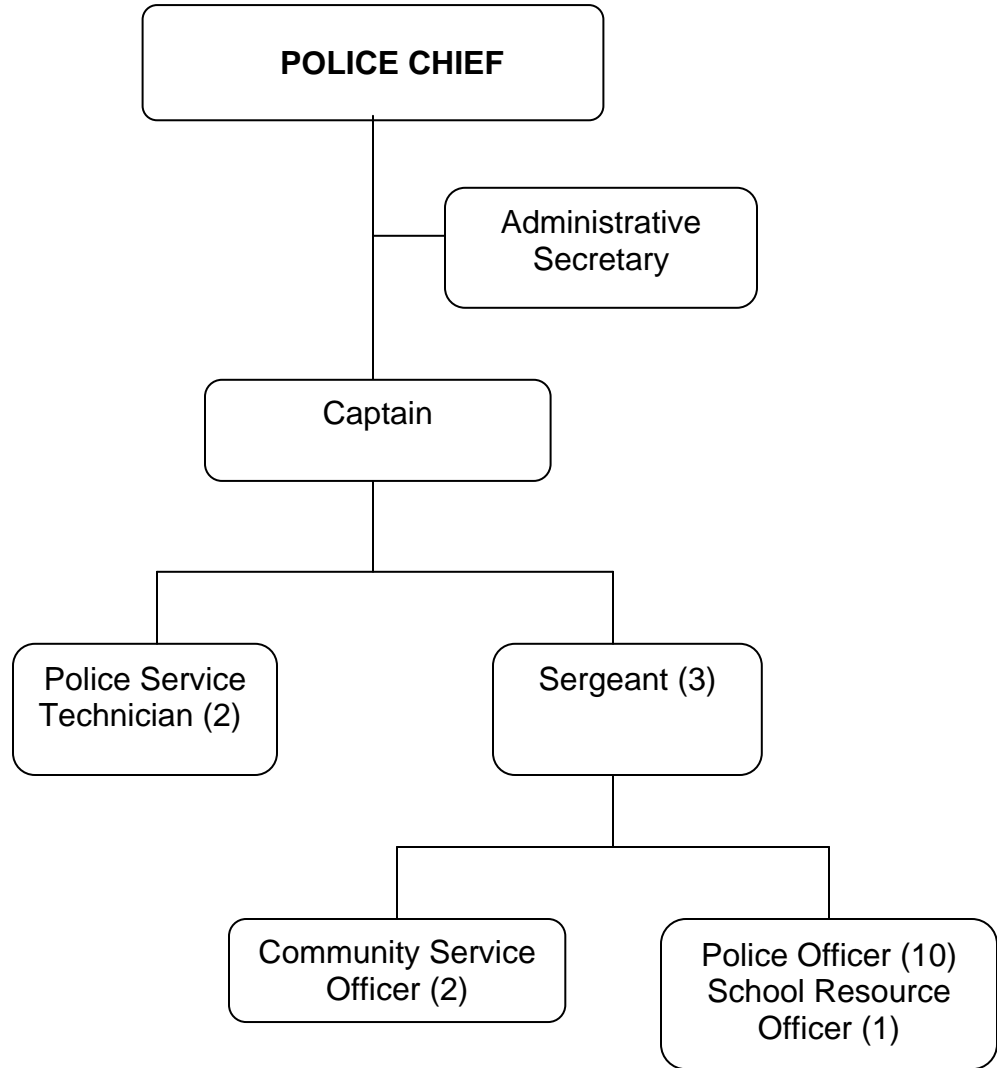 POLICE CHIEF
Administrative
Secretary
Captain
Police Service
Technician (2)
Sergeant (3)
Community Service
Officer (2)
Police Officer (10)
School Resource
Officer (1)